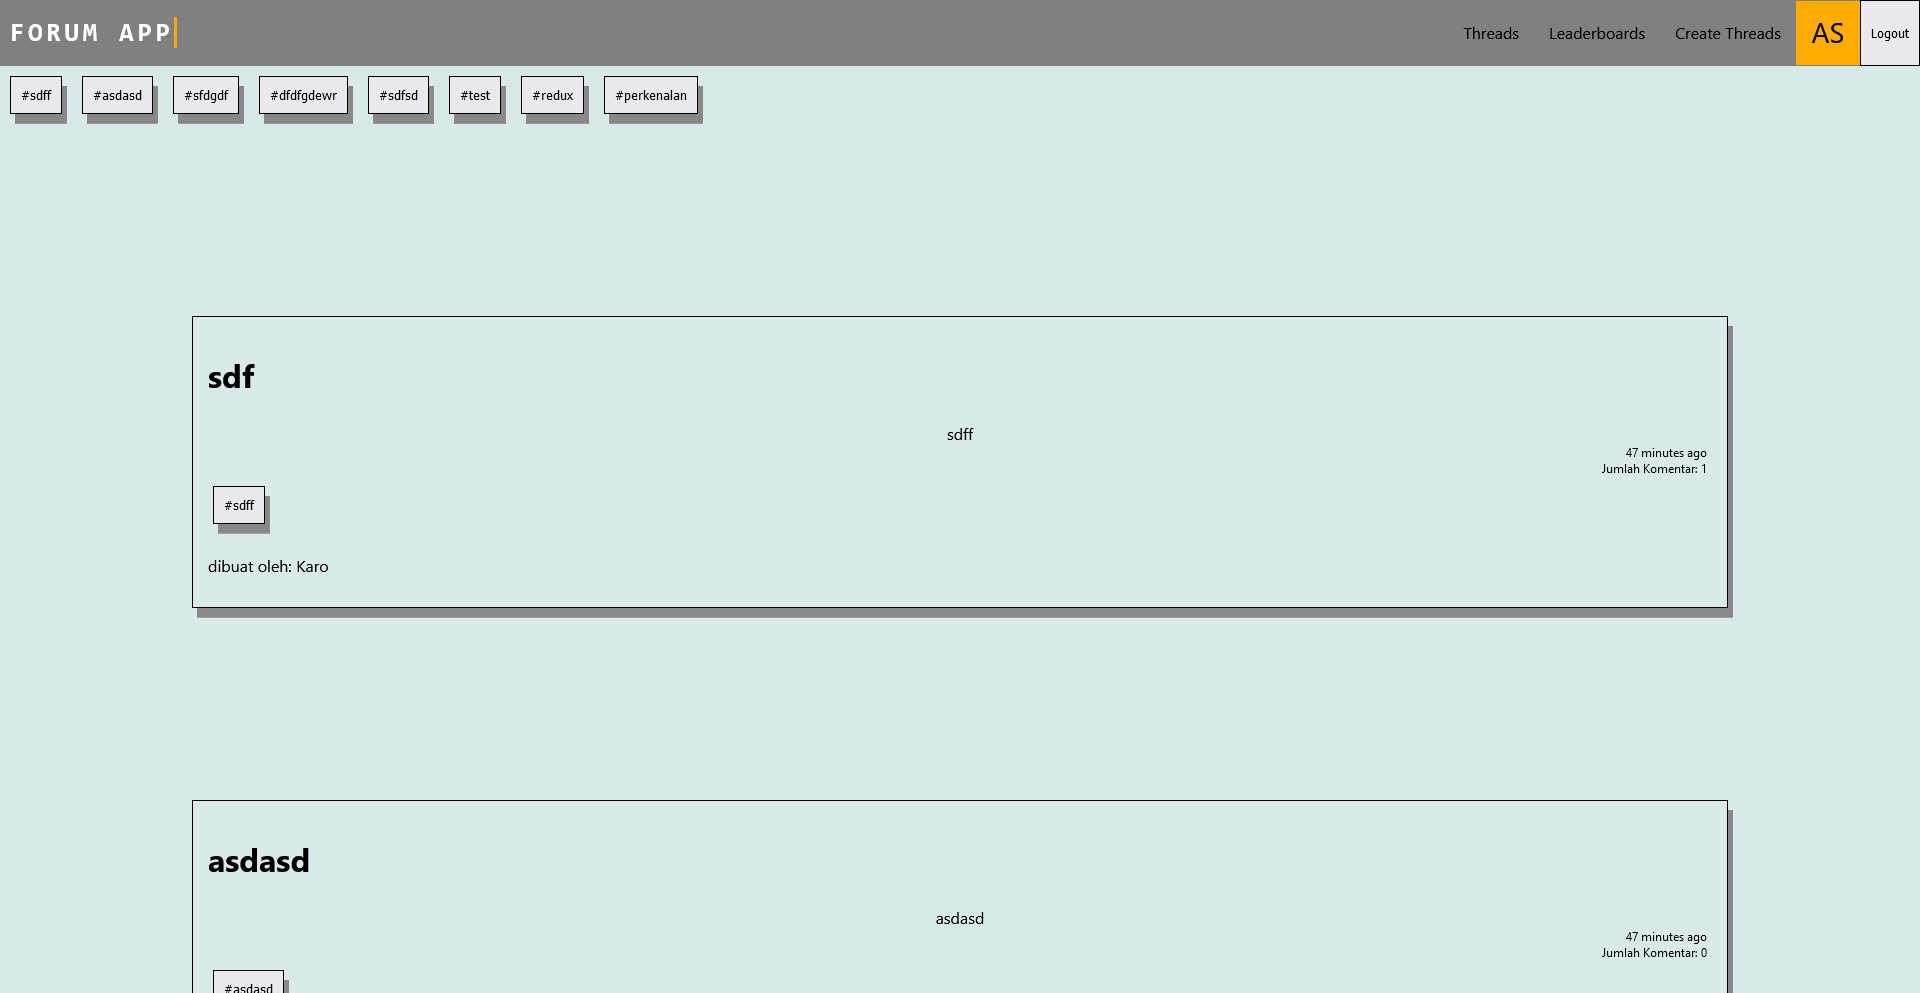 FORUM APP
Threads Leaderboards Create Threads AS Logout
#sdff #asdasd #sfdgdf #dfdfgdewr #sdfsd #test #redux #perkenalan
sdf
sdff
47 minutes ago
Jumlah Komentar: 1
#sdff
dibuat oleh: Karo
asdasd
asdasd
47 minutes ago
Jumlah Komentar: 0
#asdasd